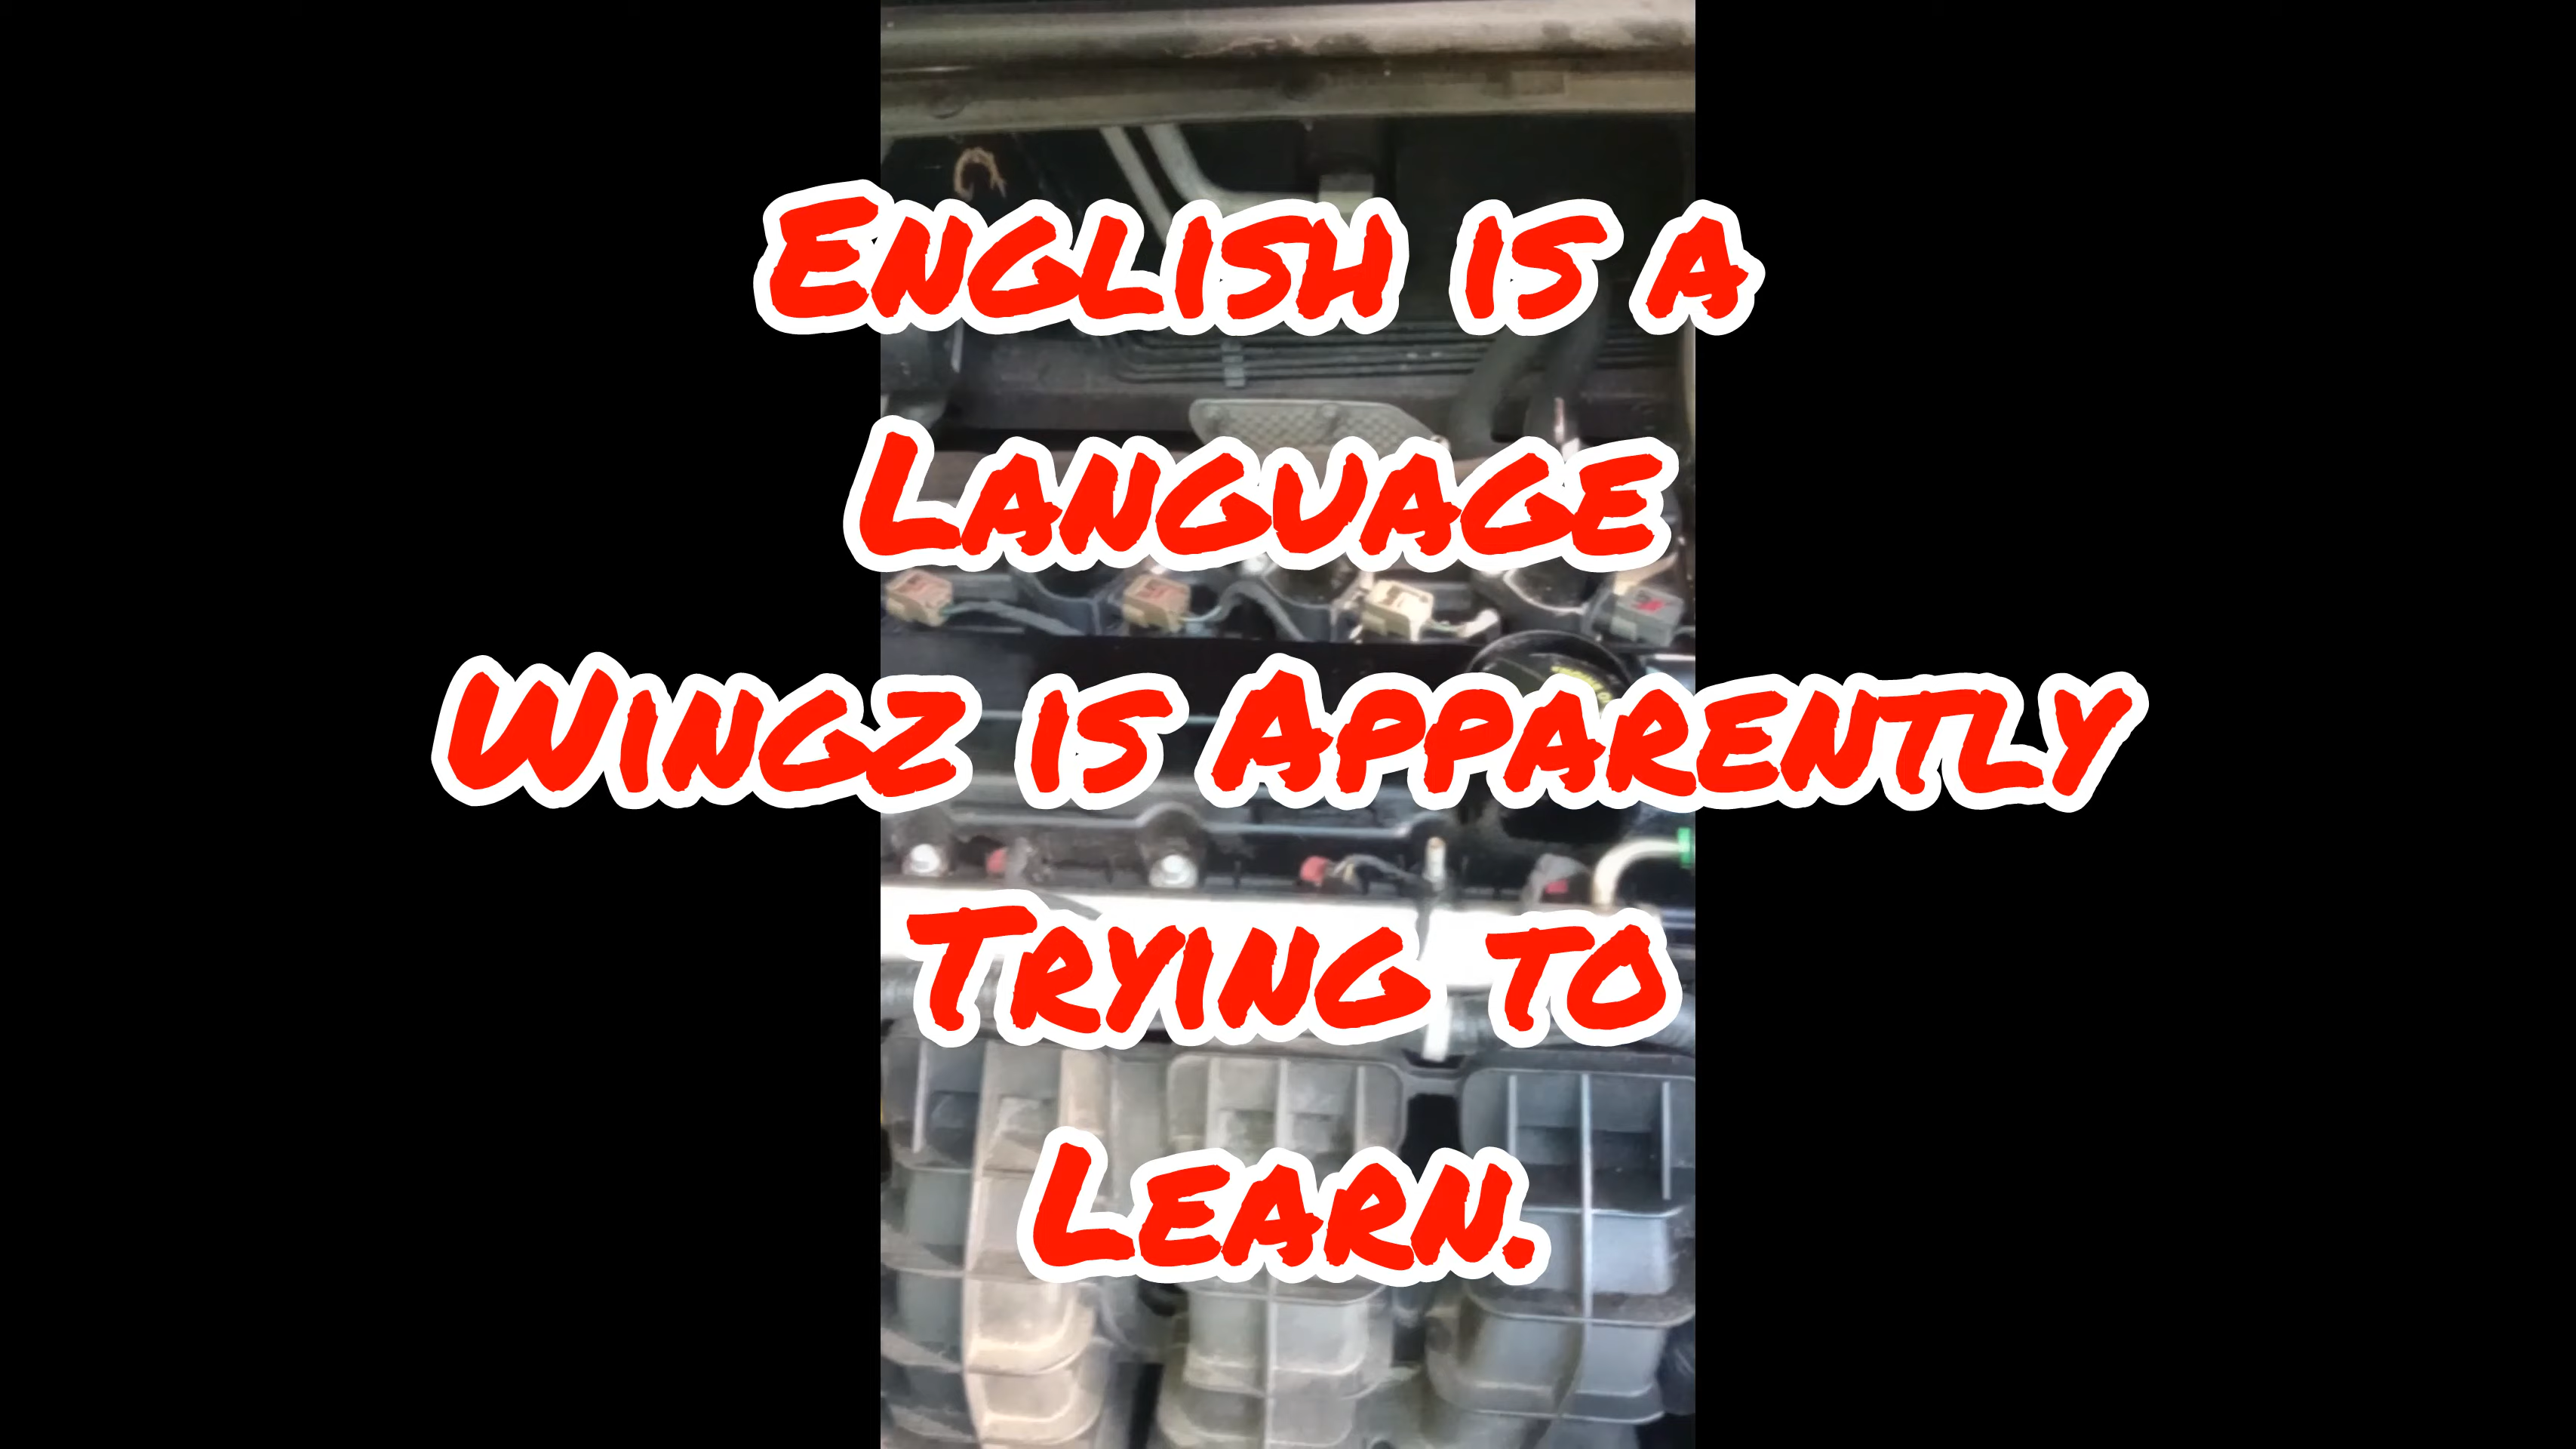 English is a
Language
Wingz is Apparently
Trying to
Learn.